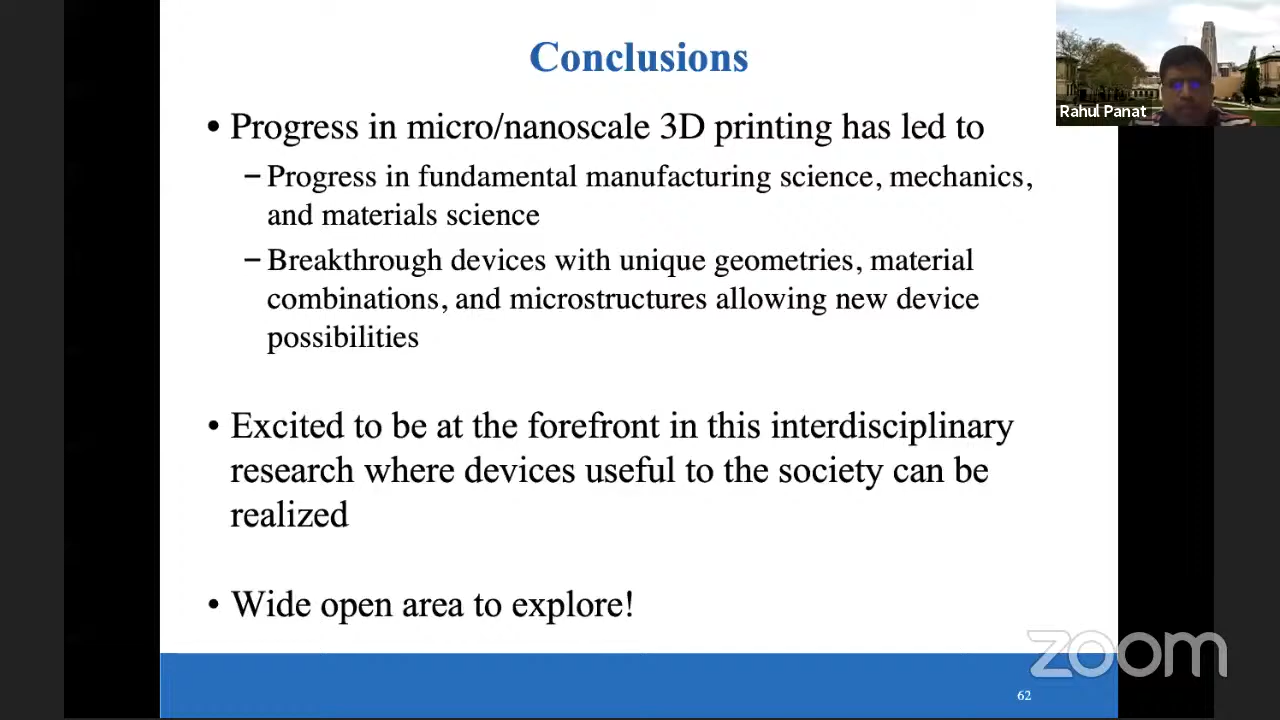 Conclusions
Rahul Panat
• Progress in micro/nanoscale 3D printing has led to
– Progress in fundamental manufacturing science, mechanics,
and materials science
– Breakthrough devices with unique geometries, material
combinations, and microstructures allowing new device
possibilities
• Excited to be at the forefront in this interdisciplinary
research where devices useful to the society can be
realized
• Wide open area to explore!
zoom
62